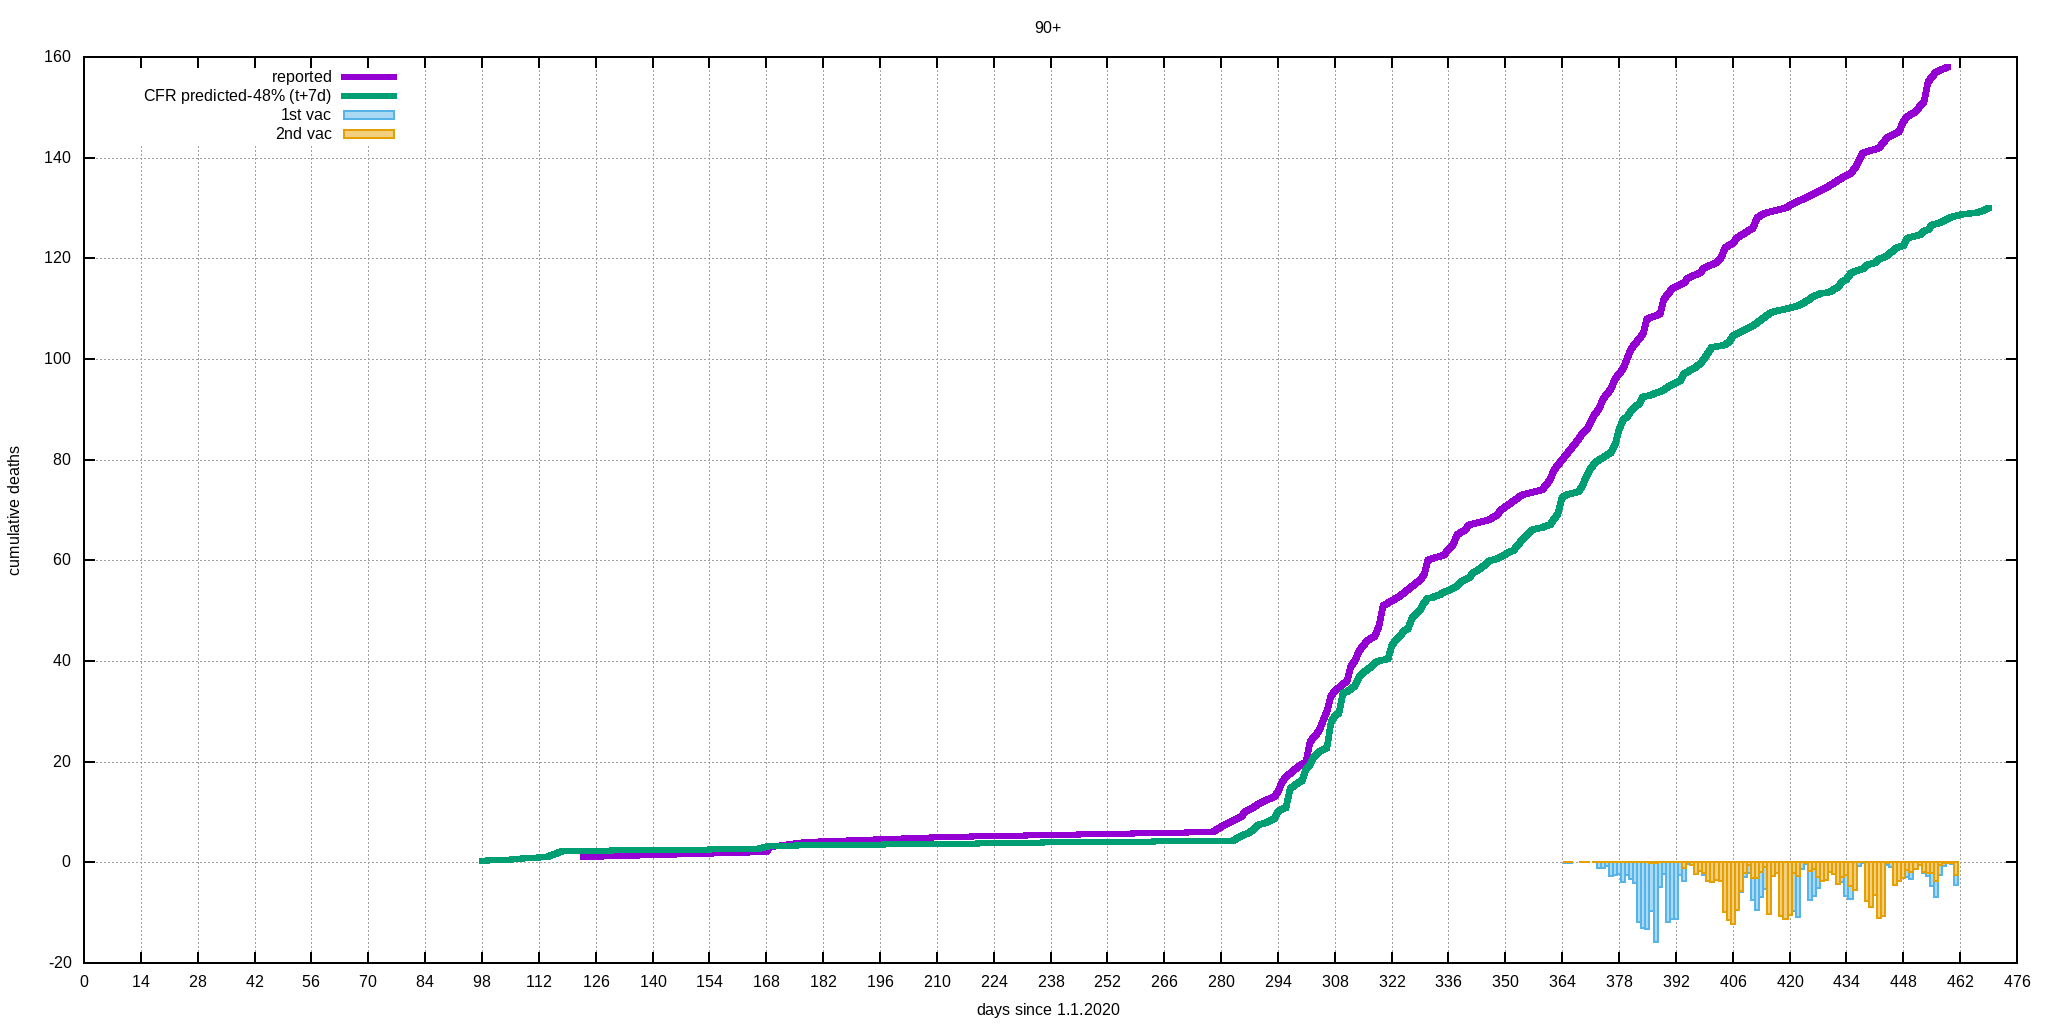 90+
160
140
120
100
80
60
40
20
0
-20
cumulative deaths
reported
CFR predicted-48% (t+7d)
1st vac
2nd vac
0 14 28 42 56 70 84 98 112 126 140 154 168 182 196 210 224 238 252 266 280 294 308 322 336 350 364 378 392 406 420 434 448 462 476
days since 1.1.2020